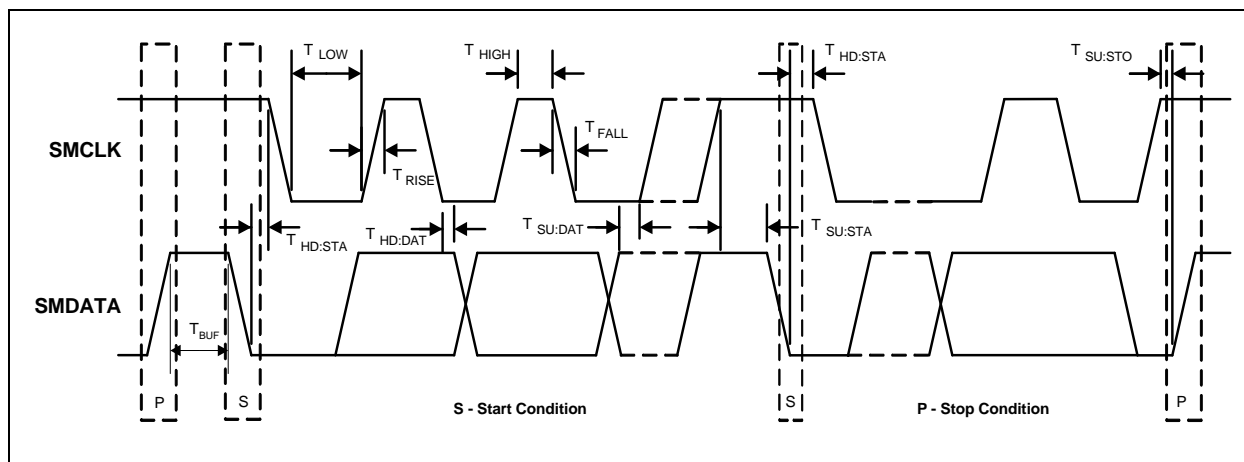 T LOW
T HIGH
T HD:STA
T SU:STO
SMCLK
T FALL
T RISE
T HD:STA
T HD:DAT
T SU:DAT
T SU:STA
SMDATA
T BUF
P
S
S - Start Condition
S
P - Stop Condition
P